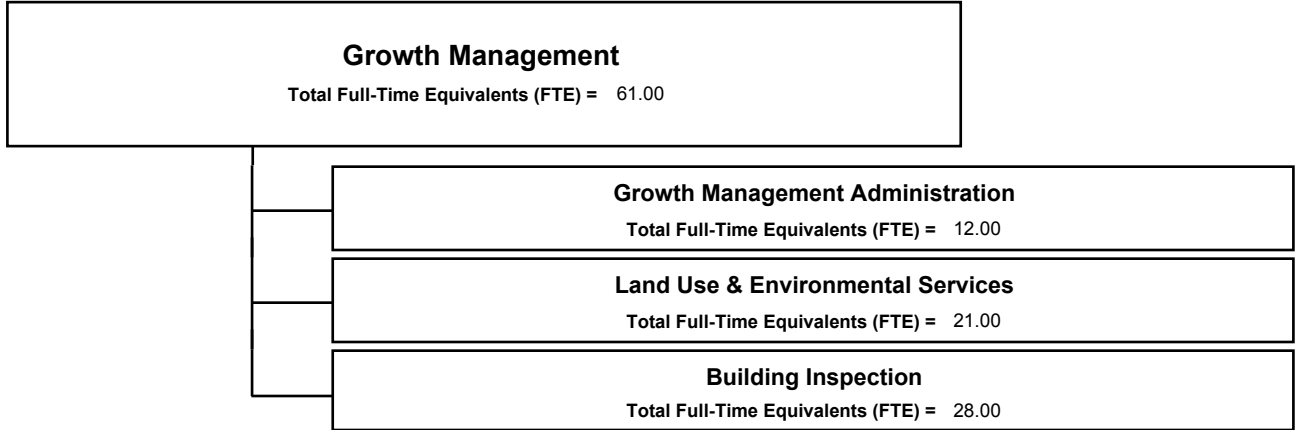 Growth Management
Total Full-Time Equivalents (FTE) = 61.00
Growth Management Administration
Total Full-Time Equivalents (FTE) = 12.00
Land Use & Environmental Services
Total Full-Time Equivalents (FTE) = 21.00
Building Inspection
Total Full-Time Equivalents (FTE) = 28.00